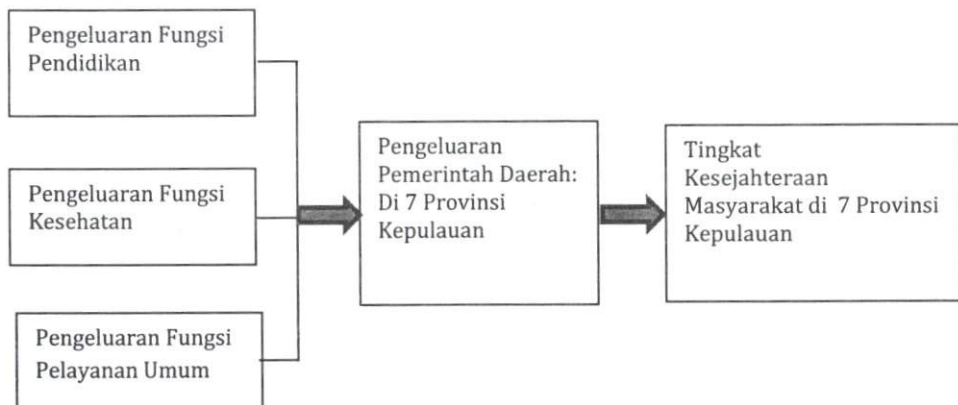 Pengeluaran Fungsi
Pendidikan
Pengeluaran Fungsi
Kesehatan
Pengeluaran Fungsi
Pelayanan Umum
Pengeluaran
Pemerintah Daerah:
Di 7 Provinsi
Kepulauan
Tingkat
Kesejahteraan
Masyarakat di 7 Provinsi
Kepulauan